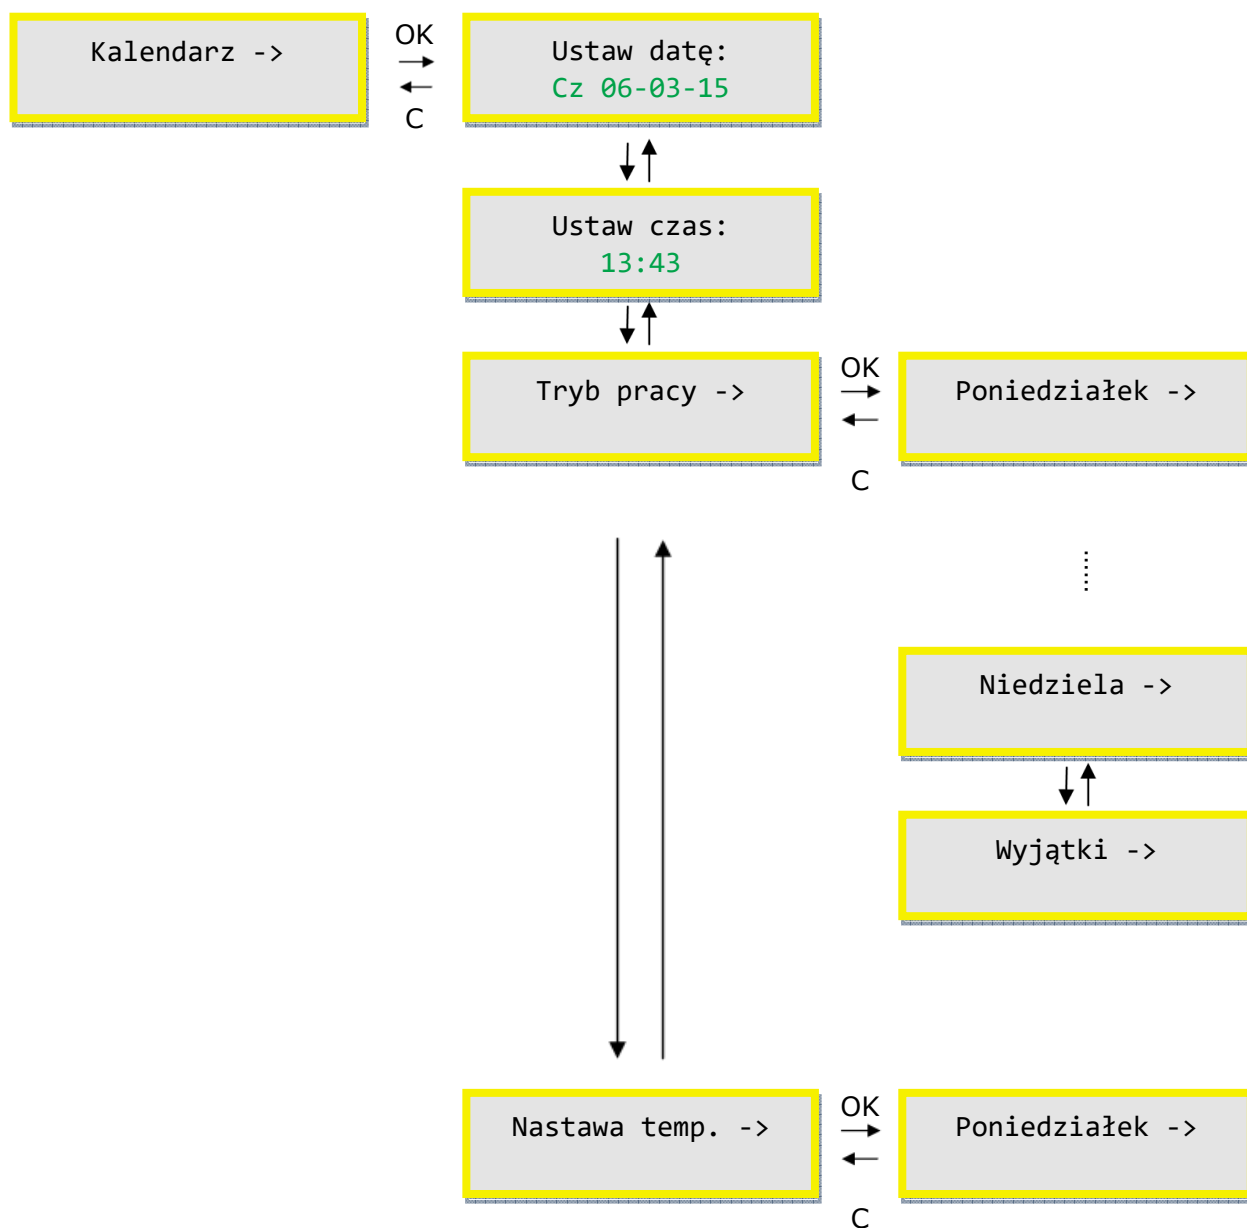 Kalendarz ->
OK
C
Ustaw datę:
Cz 06-03-15
Ustaw czas:
13:43
Tryb pracy ->
OK
C
Poniedziałek ->
Niedziela ->
Wyjątki ->
Nastawa temp. ->
OK
C
Poniedziałek ->